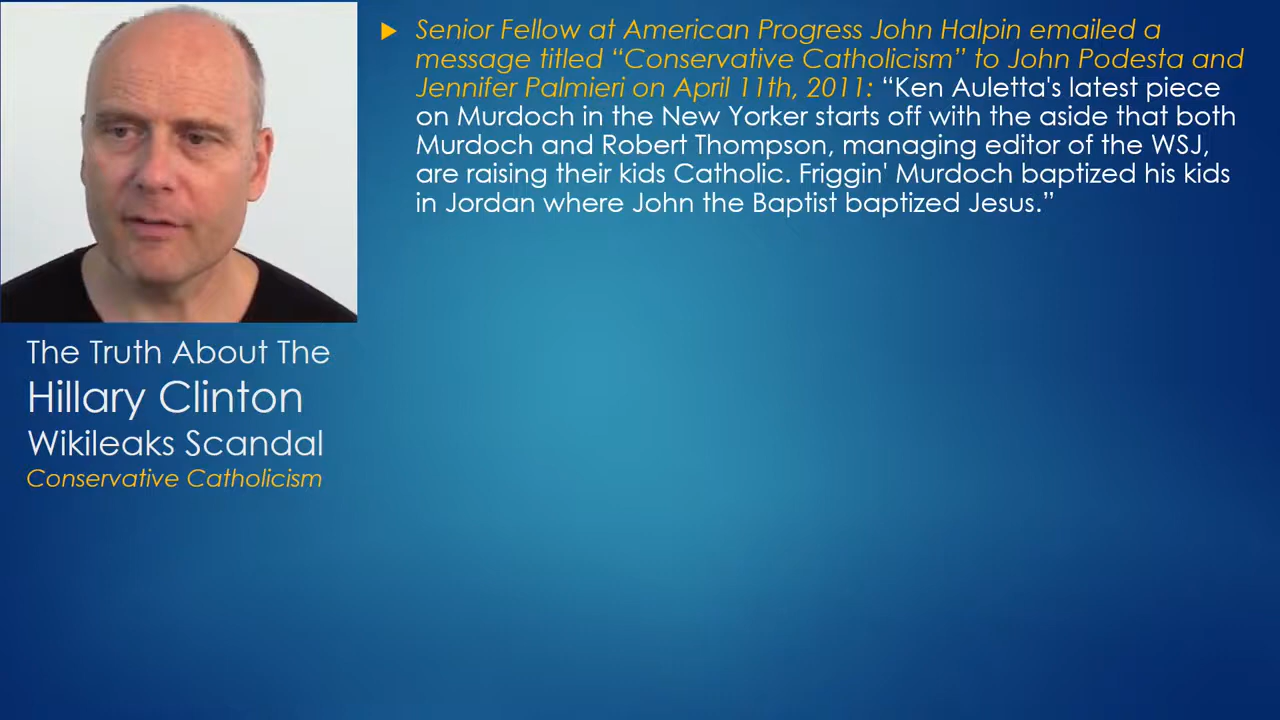 Senior Fellow at American Progress John Halpin emailed a
message titled “Conservative Catholicism” to John Podesta and
Jennifer Palmieri on April 11th, 2011: “Ken Auletta's latest piece
on Murdoch in the New Yorker starts off with the aside that both
Murdoch and Robert Thompson, managing editor of the WSJ,
are raising their kids Catholic. Friggin' Murdoch baptized his kids
in Jordan where John the Baptist baptized Jesus.”
The Truth About The
Hillary Clinton
Wikileaks Scandal
Conservative Catholicism